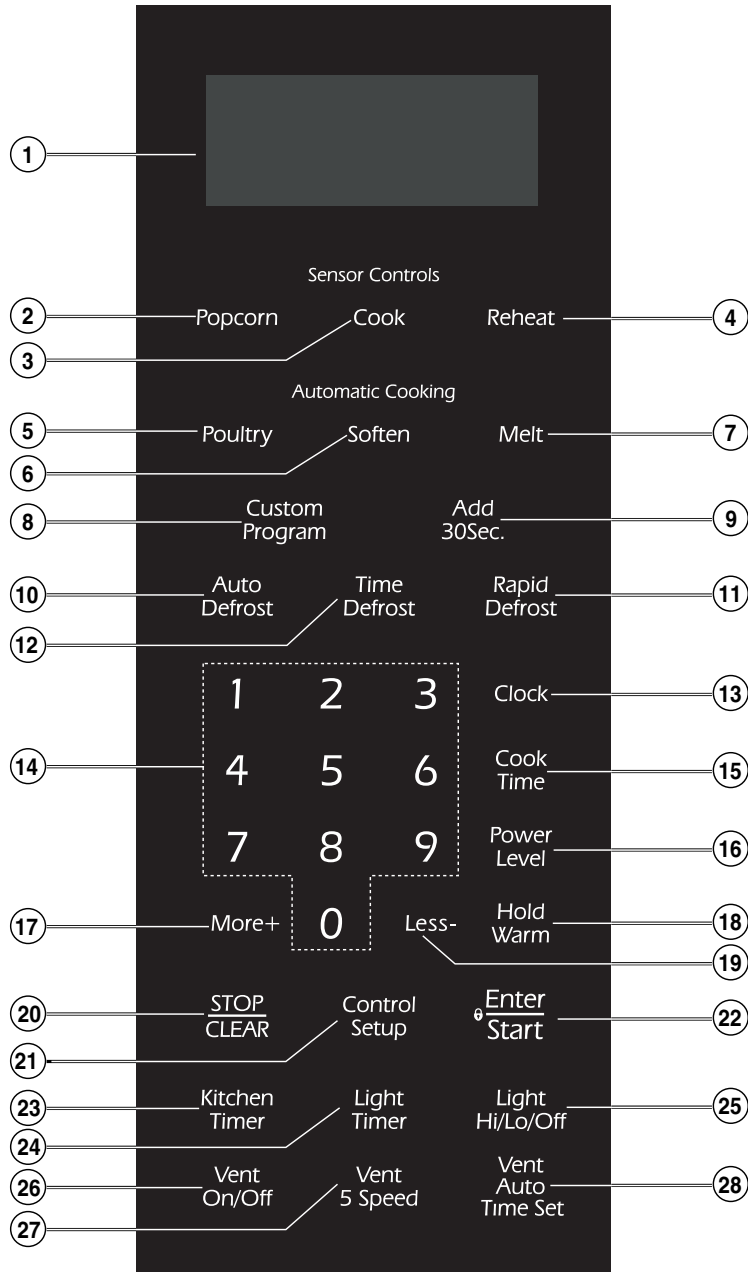 1
Sensor Controls
2 Popcorn Cook Reheat 4
3
Automatic Cooking
5 Poultry Soften Melt 7
6
8 Custom Program Add 30Sec. 9
10 Auto Defrost Time Defrost Rapid Defrost 11
12
1 2 3 Clock 13
14 4 5 6 Cook Time 15
7 8 9 Power Level 16
17 More+ 0 Less- Hold Warm 18
19
20 STOP CLEAR Control Setup Enter Start 22
21
23 Kitchen Timer Light Timer Light Hi/Lo/Off 25
24
26 Vent On/Off Vent 5 Speed Vent Auto Time Set 28
27